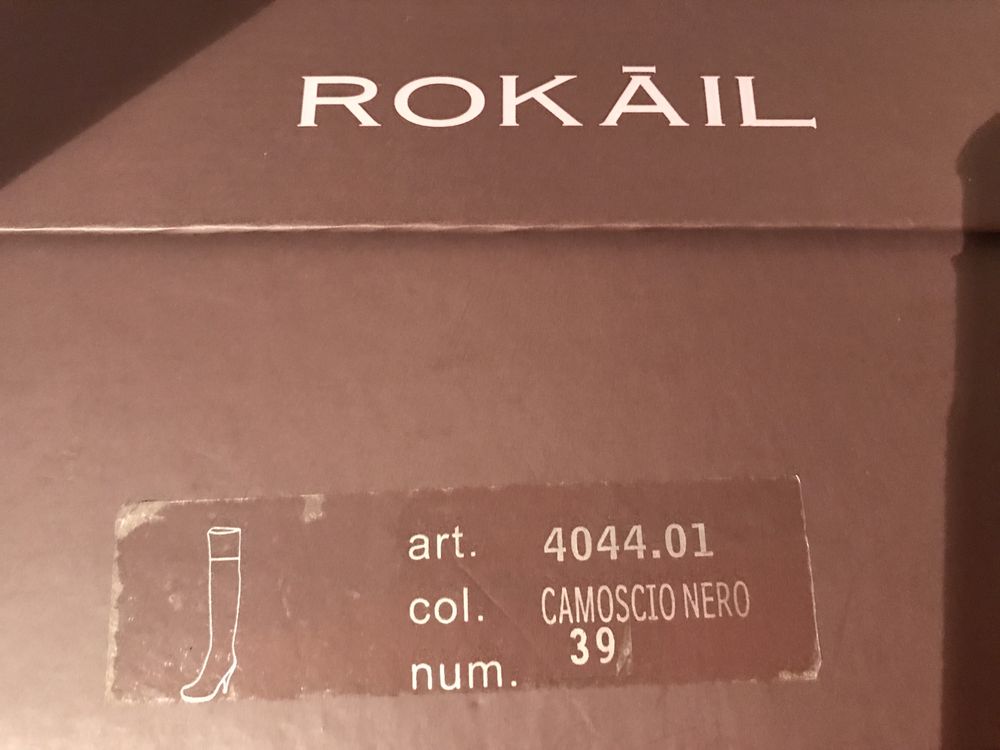 ROKĀIL
art. 4044.01
col. CAMOSCIO NERO
num. 39